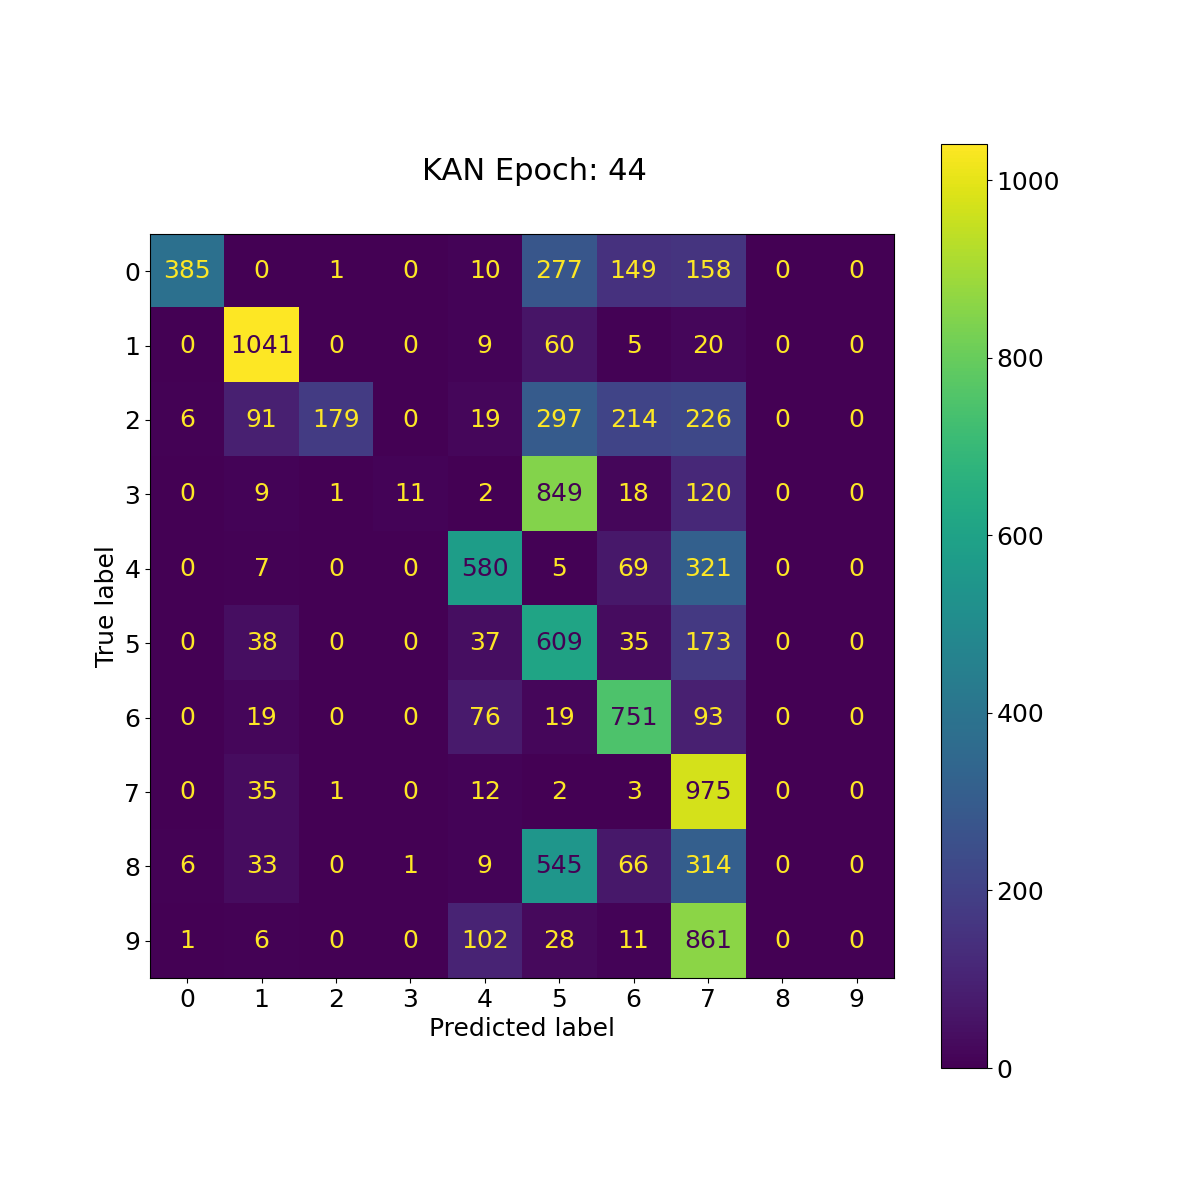 KAN Epoch: 44
1000
0 385 0 1 0 10 277 149 158 0 0
1 0 1041 0 0 9 60 5 20 0 0
800
2 6 91 179 0 19 297 214 226 0 0
3 0 9 1 11 2 849 18 120 0 0
600
4 0 7 0 0 580 5 69 321 0 0
True label
5 0 38 0 0 37 609 35 173 0 0
400
6 0 19 0 0 76 19 751 93 0 0
7 0 35 1 0 12 2 3 975 0 0
8 6 33 0 1 9 545 66 314 0 0
200
9 1 6 0 0 102 28 11 861 0 0
0 1 2 3 4 5 6 7 8 9
Predicted label
0